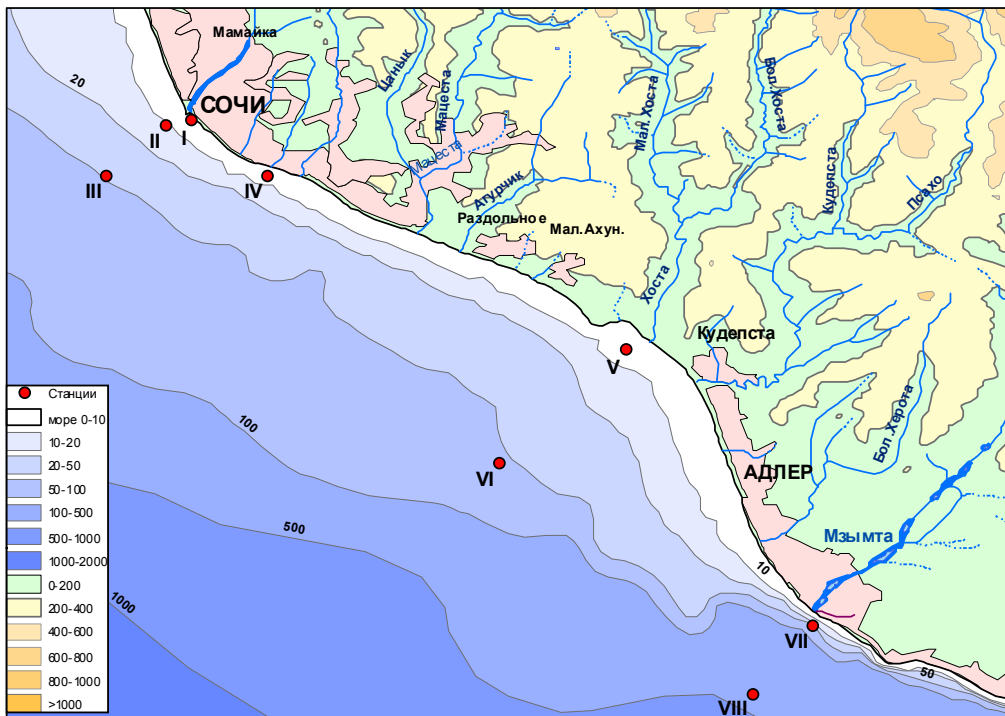 Мамайка
20
СОЧИ
II
I
III
IV
Цанык
Мацеста
Мацеста
Атурчик
Раздольное
Мал.Ахун.
Мал.Хоста
Бол.Хоста
Кудепста
Псахо
Хоста
V
Кудепста
Бол.Херота
АДЛЕР
Мзымта
100
VI
500
1000
10
VII
50
VIII
Станции
море 0-10
10-20
20-50
50-100
100-500
500-1000
1000-2000
0-200
200-400
400-600
600-800
800-1000
>1000